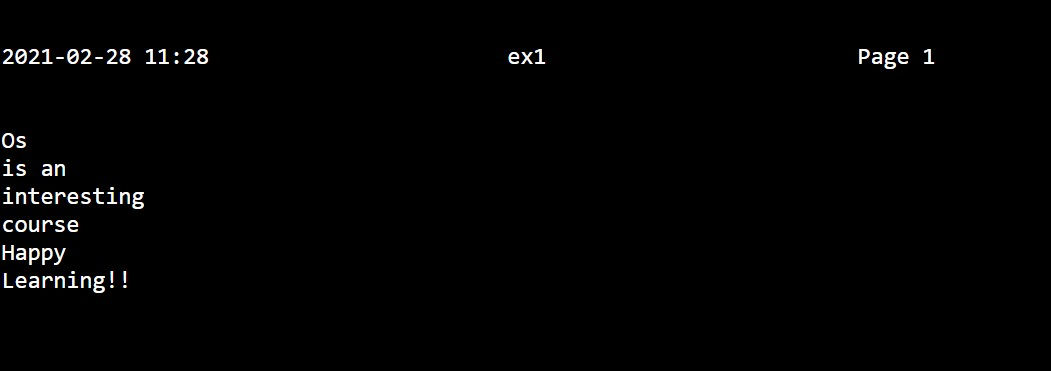 2021-02-28 11:28 ex1 Page 1
Os
is an
interesting
course
Happy
Learning!!